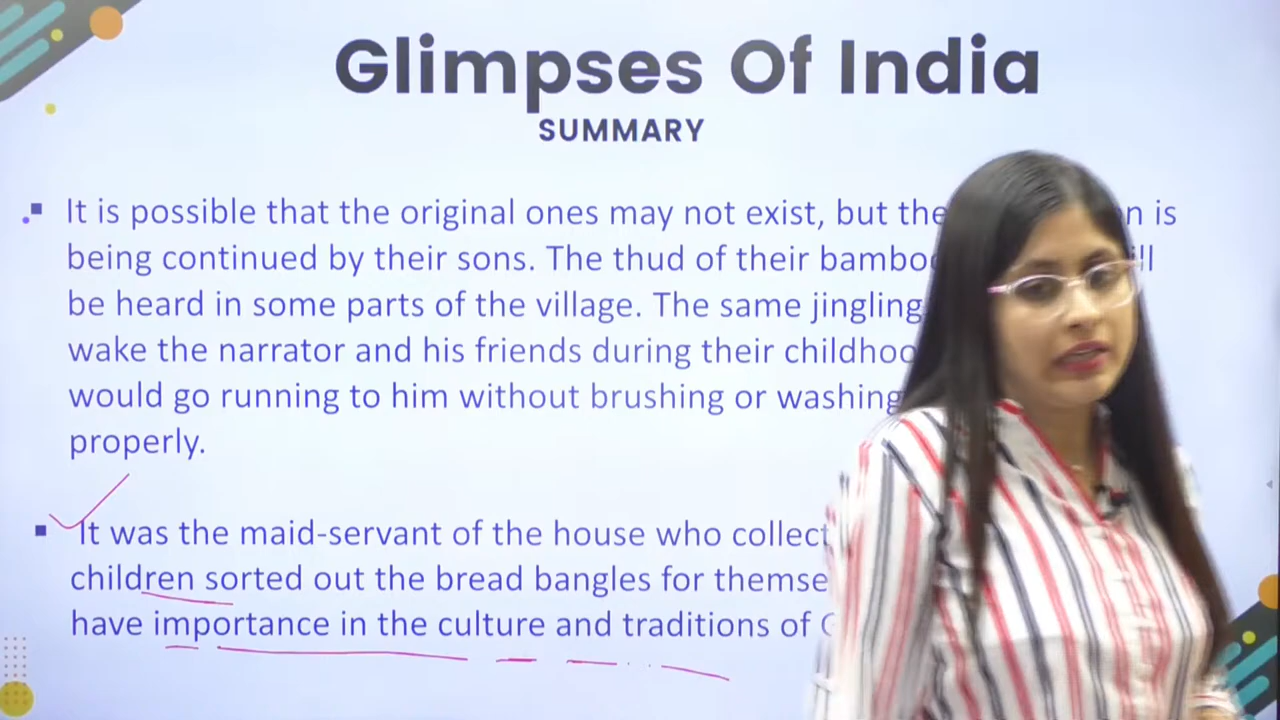 Glimpses Of India
SUMMARY
It is possible that the original ones may not exist, but the is
being continued by their sons. The thud of their
be heard in some parts of the village. The same jingling
wake the narrator and his friends during their
would go running to him without brushing or washing
properly.
It was the maid-servant of the house who
children sorted out the bread bangles for
have importance in the culture and traditions of